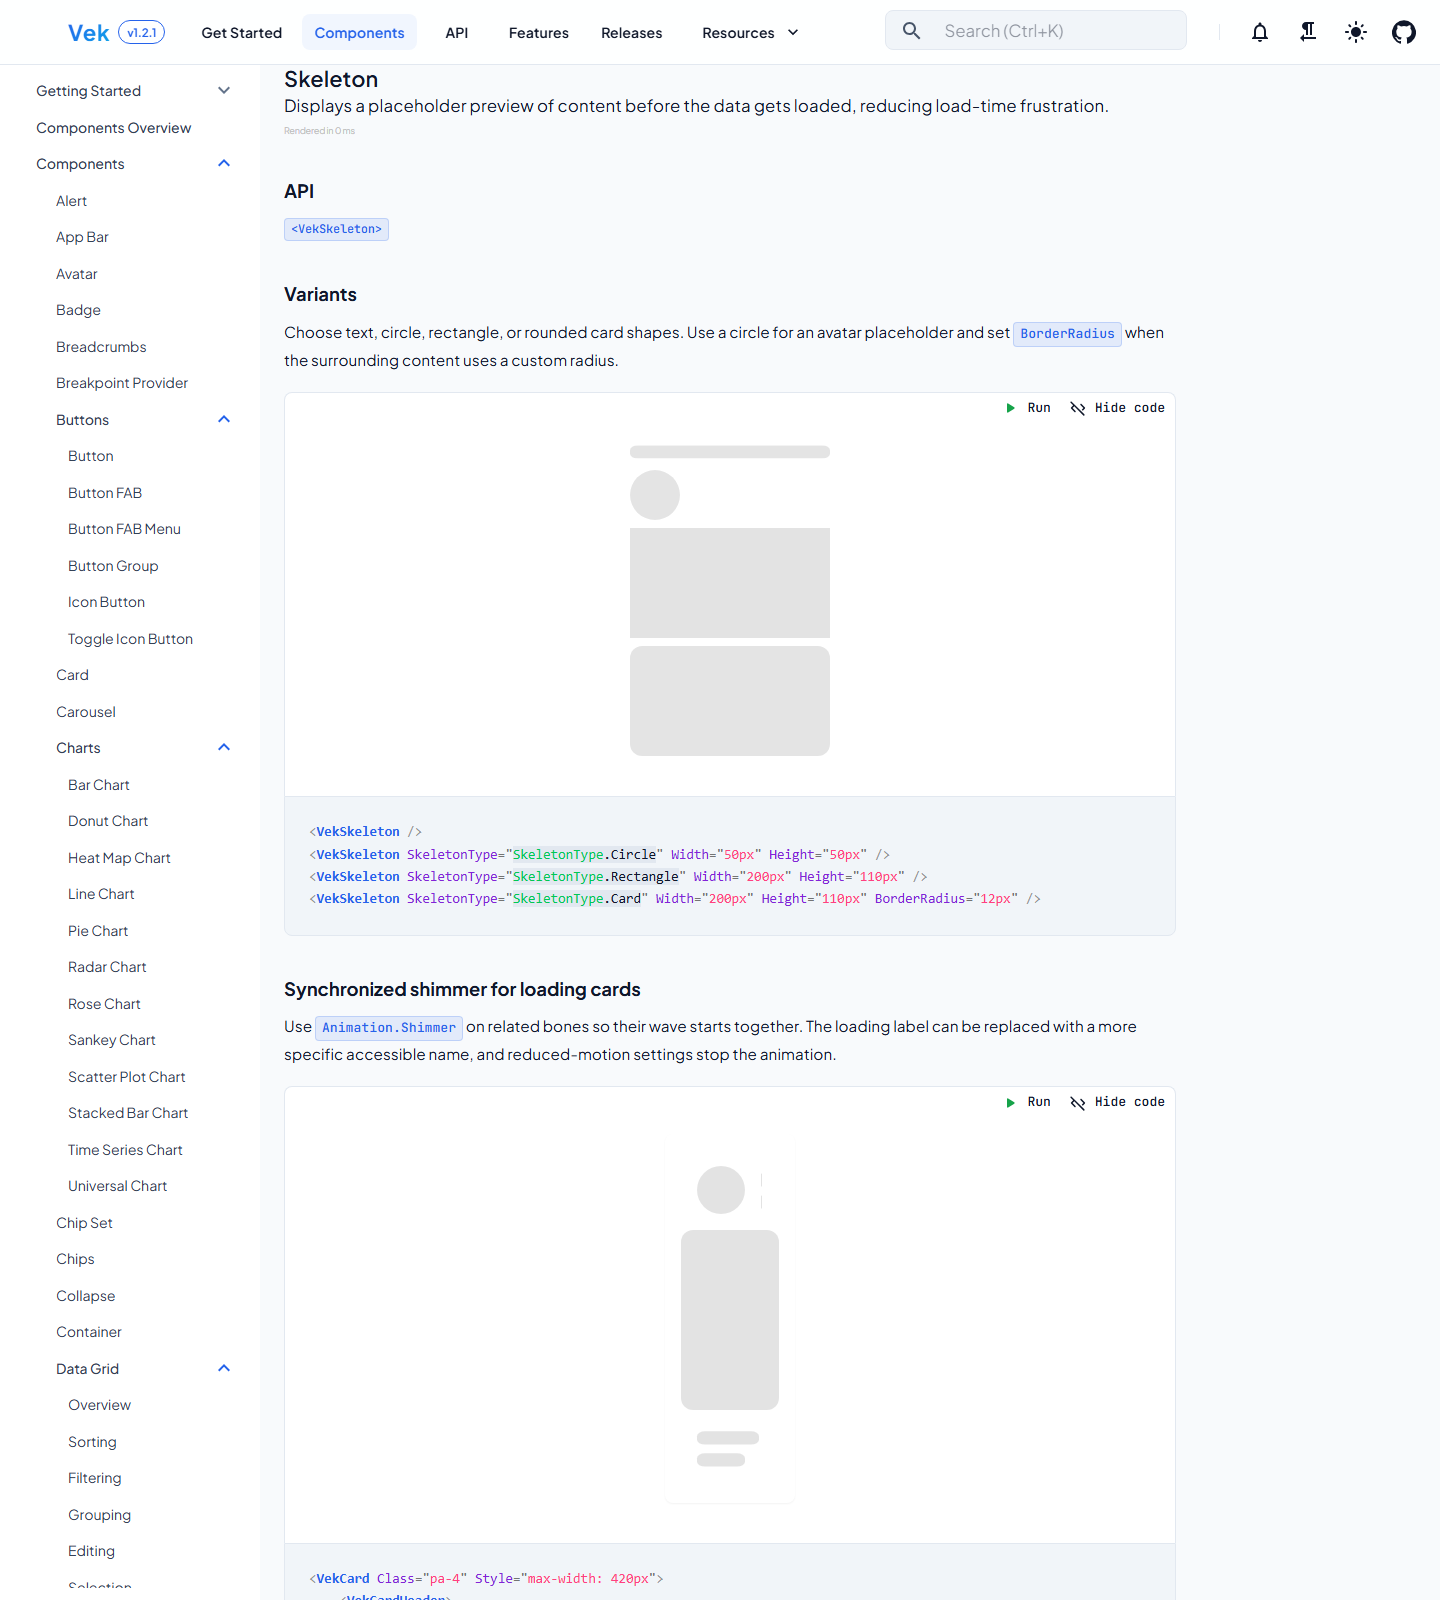 Vek v1.2.1 Get Started Components API Features Releases Resources Search (Ctrl+K)
Getting Started
Components Overview
Components
Alert
App Bar
Avatar
Badge
Breadcrumbs
Breakpoint Provider
Buttons
Button
Button FAB
Button FAB Menu
Button Group
Icon Button
Toggle Icon Button
Card
Carousel
Charts
Bar Chart
Donut Chart
Heat Map Chart
Line Chart
Pie Chart
Radar Chart
Rose Chart
Sankey Chart
Scatter Plot Chart
Stacked Bar Chart
Time Series Chart
Universal Chart
Chip Set
Chips
Collapse
Container
Data Grid
Overview
Sorting
Filtering
Grouping
Editing
Selection
Skeleton
Displays a placeholder preview of content before the data gets loaded, reducing load-time frustration.
Rendered in 0 ms
API
<VekSkeleton>
Variants
Choose text, circle, rectangle, or rounded card shapes. Use a circle for an avatar placeholder and set BorderRadius when
the surrounding content uses a custom radius.
Run Hide code
<VekSkeleton />
<VekSkeleton SkeletonType="SkeletonType.Circle" Width="50px" Height="50px" />
<VekSkeleton SkeletonType="SkeletonType.Rectangle" Width="200px" Height="110px" />
<VekSkeleton SkeletonType="SkeletonType.Card" Width="200px" Height="110px" BorderRadius="12px" />
Synchronized shimmer for loading cards
Use Animation.Shimmer on related bones so their wave starts together. The loading label can be replaced with a more
specific accessible name, and reduced-motion settings stop the animation.
Run Hide code
<VekCard Class="pa-4" Style="max-width: 420px">
<VekCardHeader>